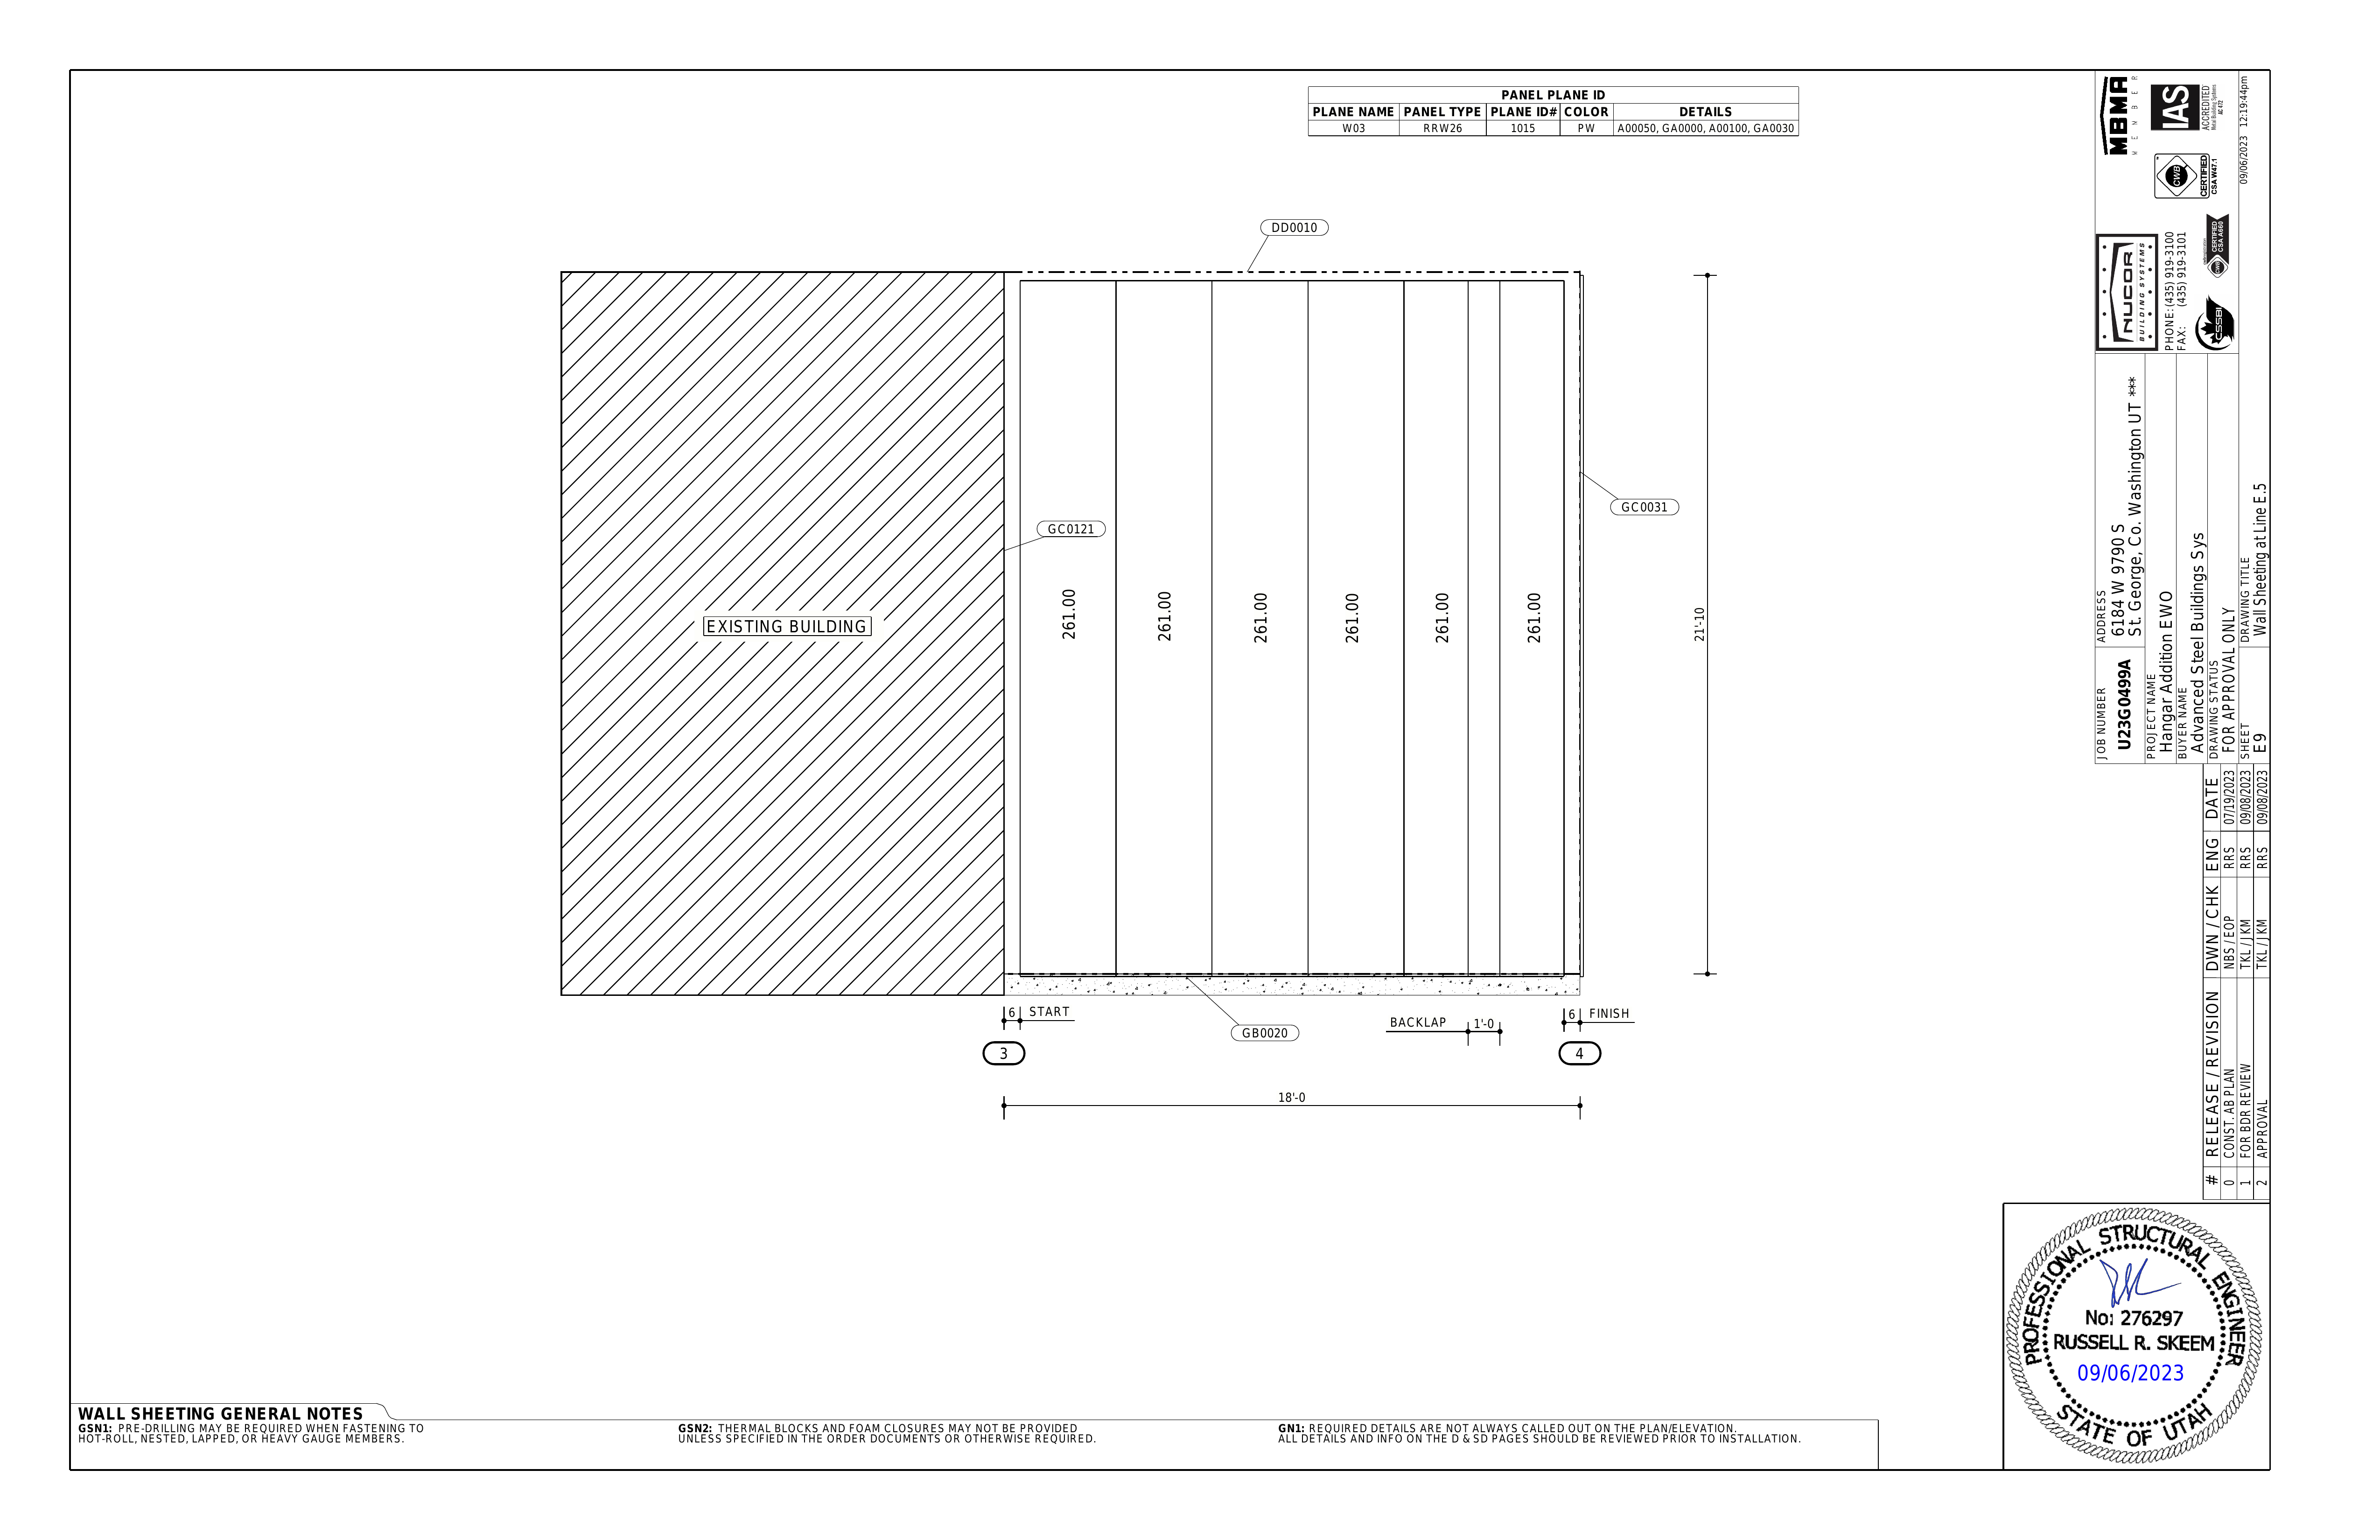 PANEL PLANE ID
PLANE NAME PANEL TYPE PLANE ID# COLOR DETAILS
W03 RRW26 1015 PW A00050, GA0000, A00100, GA0030
DD0010
GC0121
GC0031
EXISTING BUILDING
261.00
261.00
261.00
261.00
261.00
261.00
21'-10
6 START
GB0020
BACKLAP 1'-0
6 FINISH
3
4
18'-0
WALL SHEETING GENERAL NOTES
GSN1: PRE-DRILLING MAY BE REQUIRED WHEN FASTENING TO
HOT-ROLL, NESTED, LAPPED, OR HEAVY GAUGE MEMBERS.
GSN2: THERMAL BLOCKS AND FOAM CLOSURES MAY NOT BE PROVIDED
UNLESS SPECIFIED IN THE ORDER DOCUMENTS OR OTHERWISE REQUIRED.
GN1: REQUIRED DETAILS ARE NOT ALWAYS CALLED OUT ON THE PLAN/ELEVATION.
ALL DETAILS AND INFO ON THE D & SD PAGES SHOULD BE REVIEWED PRIOR TO INSTALLATION.
# RELEASE / REVISION DWN / CHK ENG DATE
0 CONST. AB PLAN NBS / EOP RRS 07/19/2023
1 FOR BDR REVIEW TKL / JKM RRS 09/08/2023
2 APPROVAL TKL / JKM RRS 09/08/2023
JOB NUMBER
U23G0499A
ADDRESS
6184 W 9790 S
St. George, Co. Washington UT ***
PROJECT NAME
Hangar Addition EWO
BUYER NAME
Advanced Steel Buildings Sys
DRAWING STATUS
FOR APPROVAL ONLY
SHEET
E9
DRAWING TITLE
Wall Sheeting at Line E.5
NUCOR
BUILDING SYSTEMS
PHONE: (435) 919-3100
FAX: (435) 919-3101
MBMA
MEMBER
IAS
ACCREDITED
Metal Building Systems
AC 472
CWB
CERTIFIED
CSA W47.1
CWB
CERTIFIED
CSA A660
CSSBI
09/06/2023 12:19:44pm
PROFESSIONAL STRUCTURAL ENGINEER
No: 276297
RUSSELL R. SKEEM
09/06/2023
STATE OF UTAH